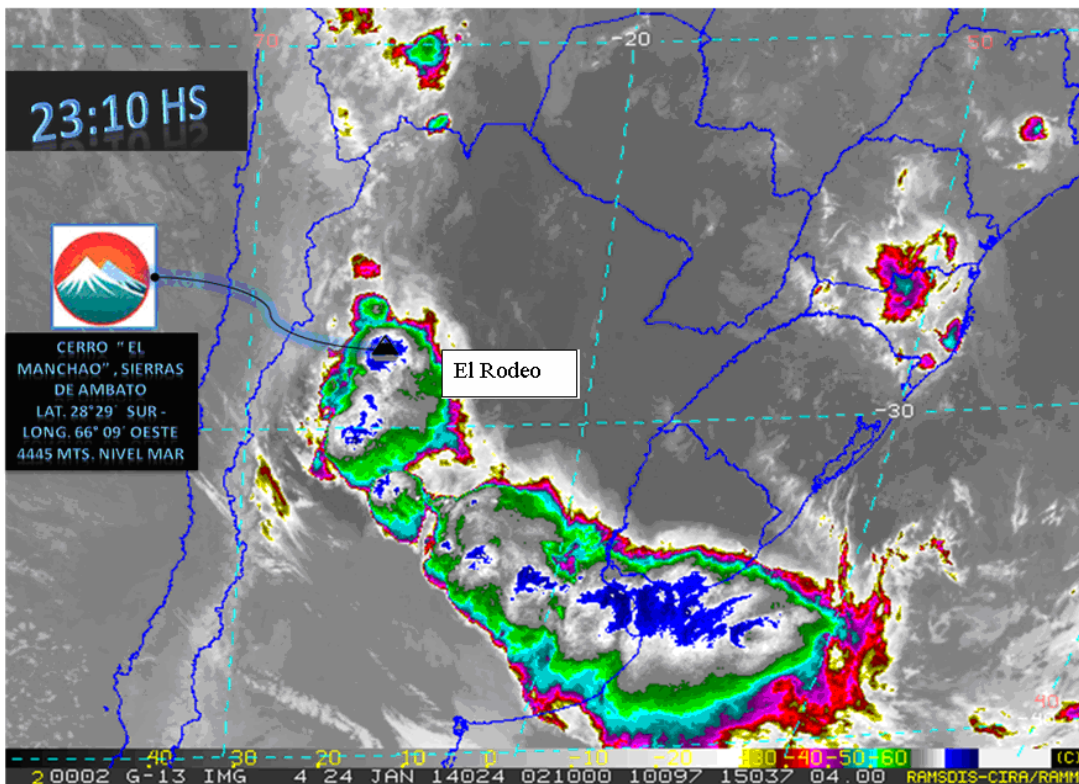 70
-20
50
23:10 HS
CERRO "EL
MANCHAO", SIERRAS
DE AMBATO
LAT. 28°29' SUR -
LONG. 66° 09' OESTE
4445 MTS. NIVEL MAR
El Rodeo
-30
40
40 30 20 10 0 -10 -20 -30 -40 -50 -60 (C)
20002 G-13 IMG 4 24 JAN 14024 021000 10097 15037 04.00 RAMSDIS-CIRA/RAMM